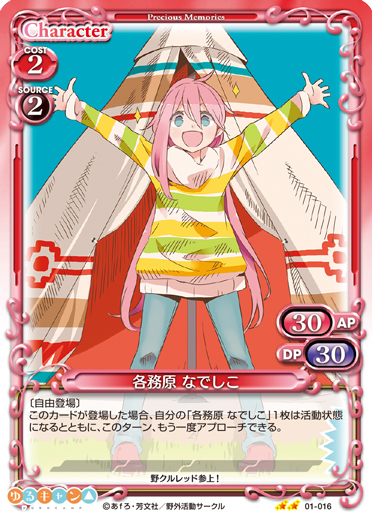 Precious Memories
Character
COST
2
SOURCE
2
30 AP
DP 30
各務原 なでしこ
〔自由登場〕
このカードが登場した場合、自分の「各務原 なでしこ」1枚は活動状態
になるとともに、このターン、もう一度アプローチできる。
野クルレッド参上！
ゆるキャン△
©あfろ・芳文社／野外活動サークル
01-016